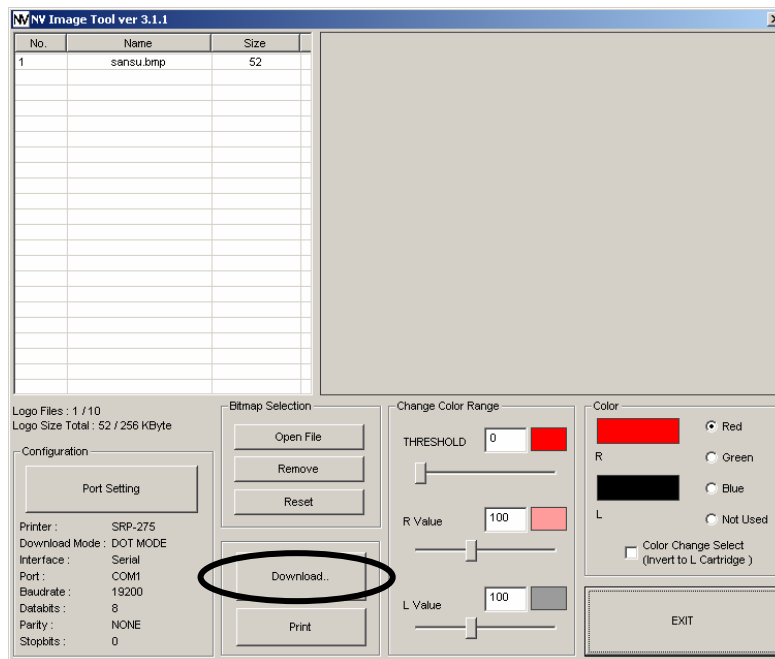 NV NV Image Tool ver 3.1.1
No. Name Size
1 sansu.bmp 52
Logo Files : 1 / 10
Logo Size Total : 52 / 256 KByte
Configuration
Port Setting
Printer : SRP-275
Download Mode : DOT MODE
Interface : Serial
Port : COM1
Baudrate : 19200
Databits : 8
Parity : NONE
Stopbits : 0
Bitmap Selection
Open File
Remove
Reset
Download..
Print
Change Color Range
THRESHOLD 0
R Value 100
L Value 100
Color
R
L
Red
Green
Blue
Not Used
Color Change Select
(Invert to L Cartridge )
EXIT